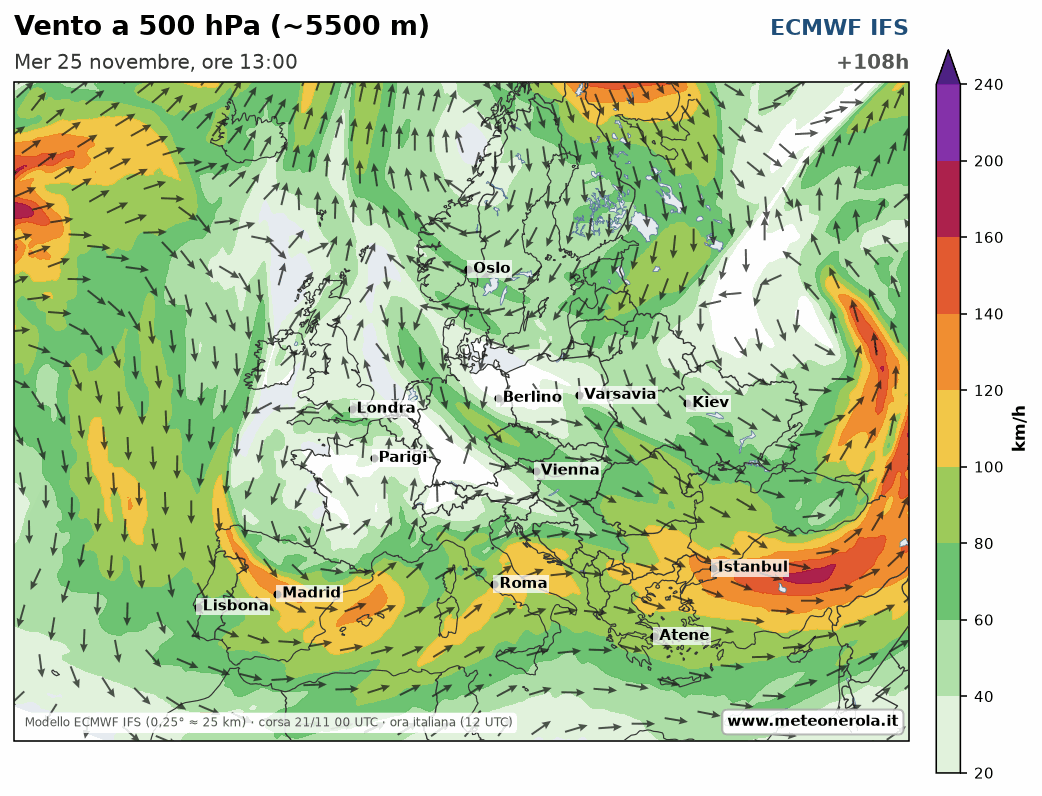 Vento a 500 hPa (~5500 m)
ECMWF IFS
Mer 25 novembre, ore 13:00
+108h
240
200
160
140
120
100
80
60
40
20
km/h
Oslo
Berlino
Varsavia
Kiev
Londra
Parigi
Vienna
Istanbul
Roma
Madrid
Lisbona
Atene
Modello ECMWF IFS (0,25° ≈ 25 km) · corsa 21/11 00 UTC · ora italiana (12 UTC)
www.meteonerola.it